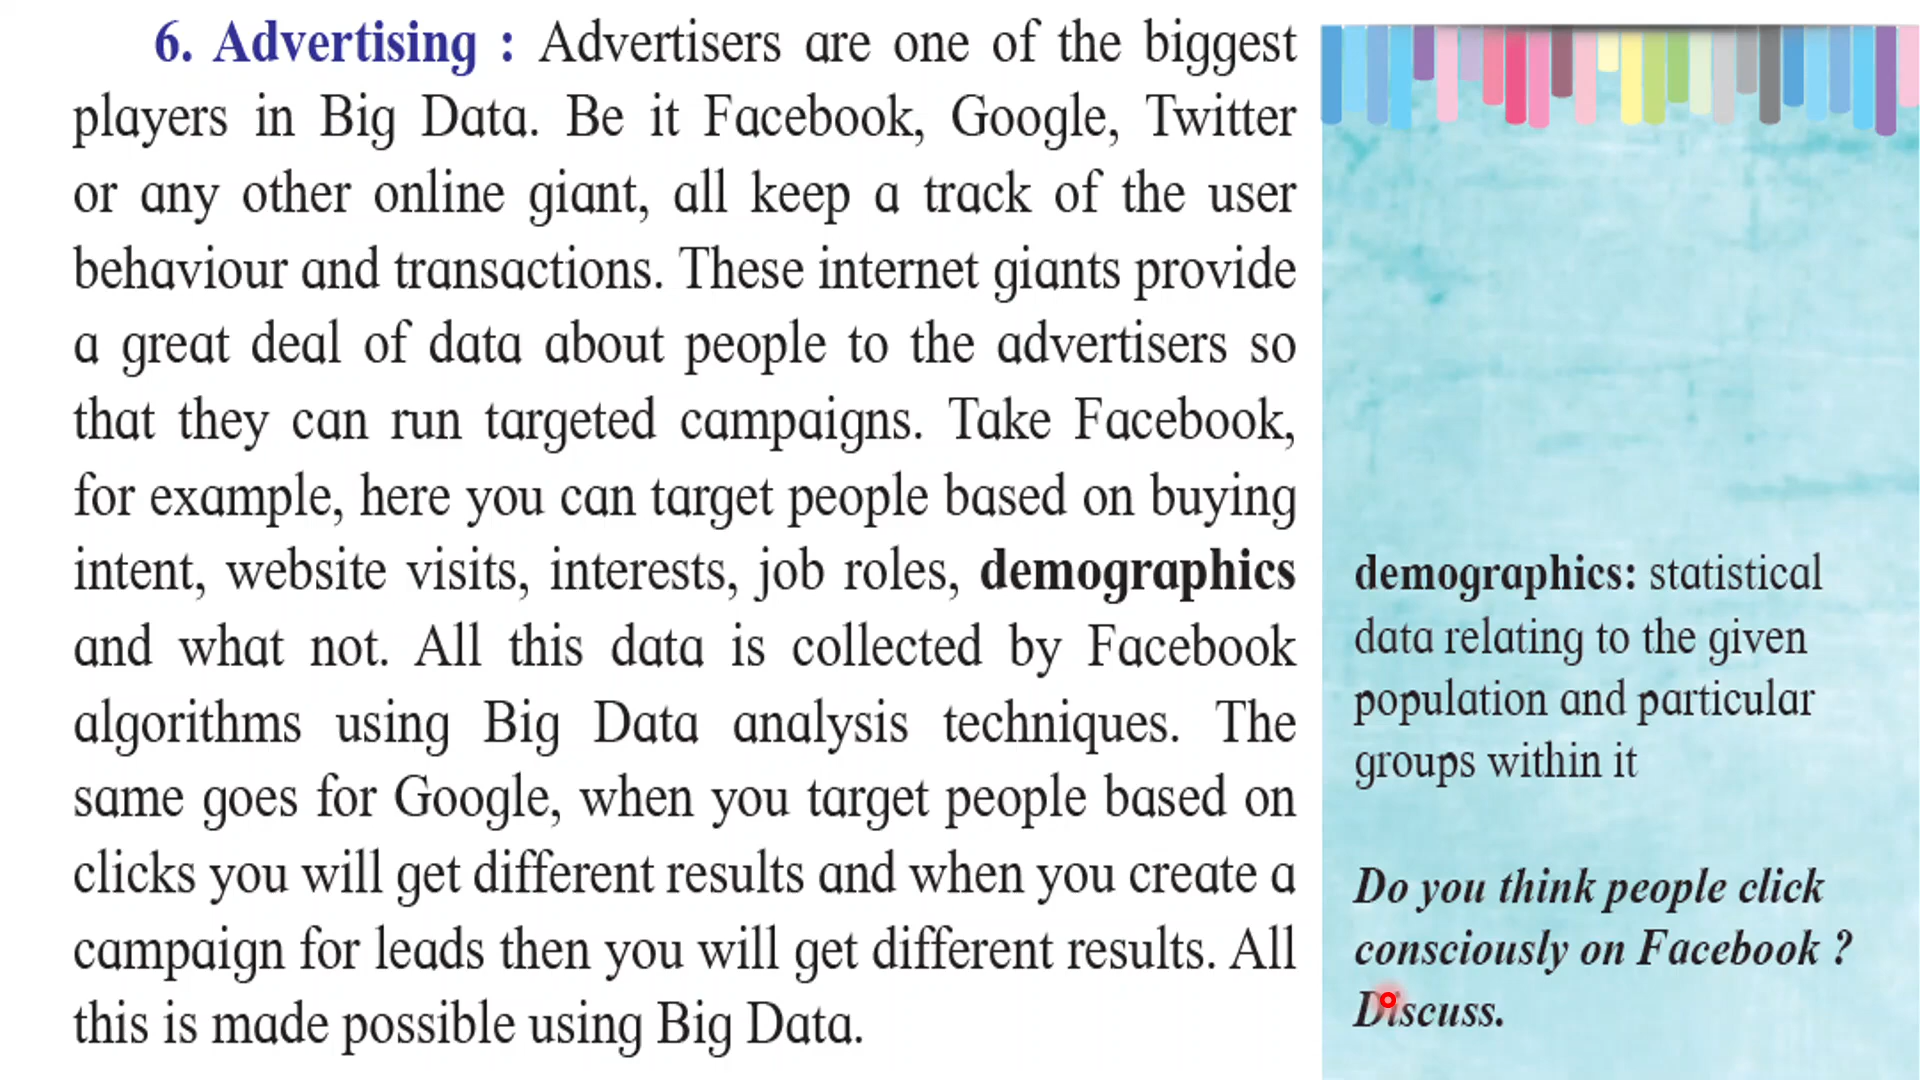 6. Advertising : Advertisers are one of the biggest
players in Big Data. Be it Facebook, Google, Twitter
or any other online giant, all keep a track of the user
behaviour and transactions. These internet giants provide
a great deal of data about people to the advertisers so
that they can run targeted campaigns. Take Facebook,
for example, here you can target people based on buying
intent, website visits, interests, job roles, demographics
and what not. All this data is collected by Facebook
algorithms using Big Data analysis techniques. The
same goes for Google, when you target people based on
clicks you will get different results and when you create a
campaign for leads then you will get different results. All
this is made possible using Big Data.
demographics: statistical
data relating to the given
population and particular
groups within it
Do you think people click
consciously on Facebook ?
Discuss.